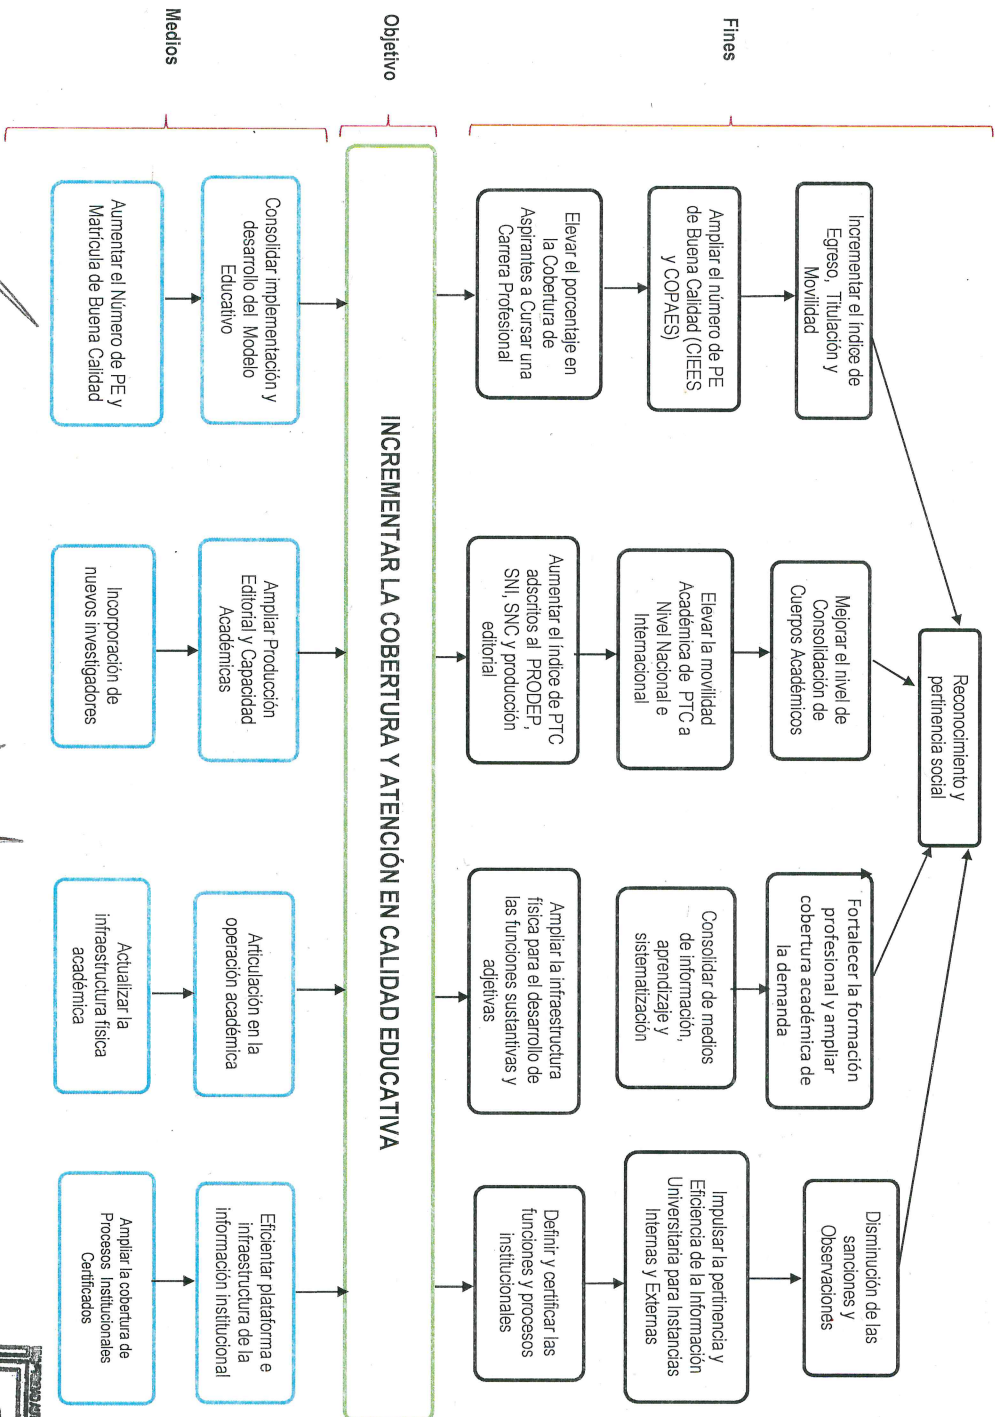 Fines
Objetivo
Medios
Reconocimiento y
pertinencia social
Incrementar el índice de
Egreso, Titulación y
Movilidad
Mejorar el nivel de
Consolidación de
Cuerpos Académicos
Fortalecer la formación
profesional y ampliar
cobertura académica de
la demanda
Disminución de las
sanciones y
Observaciones
Ampliar el número de PE
de Buena Calidad (CIEES
y COPAES)
Elevar la movilidad
Académica de PTC a
Nivel Nacional e
Internacional
Consolidar de medios
de información,
aprendizaje y
sistematización
Impulsar la pertinencia y
Eficiencia de la Información
Universitaria para Instancias
Internas y Externas
Elevar el porcentaje en
la Cobertura de
Aspirantes a Cursar una
Carrera Profesional
Aumentar el índice de PTC
adscritos al PRODEP,
SNI, SNC y producción
editorial
Ampliar la infraestructura
física para el desarrollo de
las funciones sustantivas y
adjetivas
Definir y certificar las
funciones y procesos
institucionales
INCREMENTAR LA COBERTURA Y ATENCIÓN EN CALIDAD EDUCATIVA
Consolidar implementación y
desarrollo del Modelo
Educativo
Ampliar Producción
Editorial y Capacidad
Académicas
Articulación en la
operación académica
Eficientar plataforma e
infraestructura de la
información institucional
Aumentar el Número de PE y
Matrícula de Buena Calidad
Incorporación de
nuevos investigadores
Actualizar la
infraestructura física
académica
Ampliar la cobertura de
Procesos Institucionales
Certificados